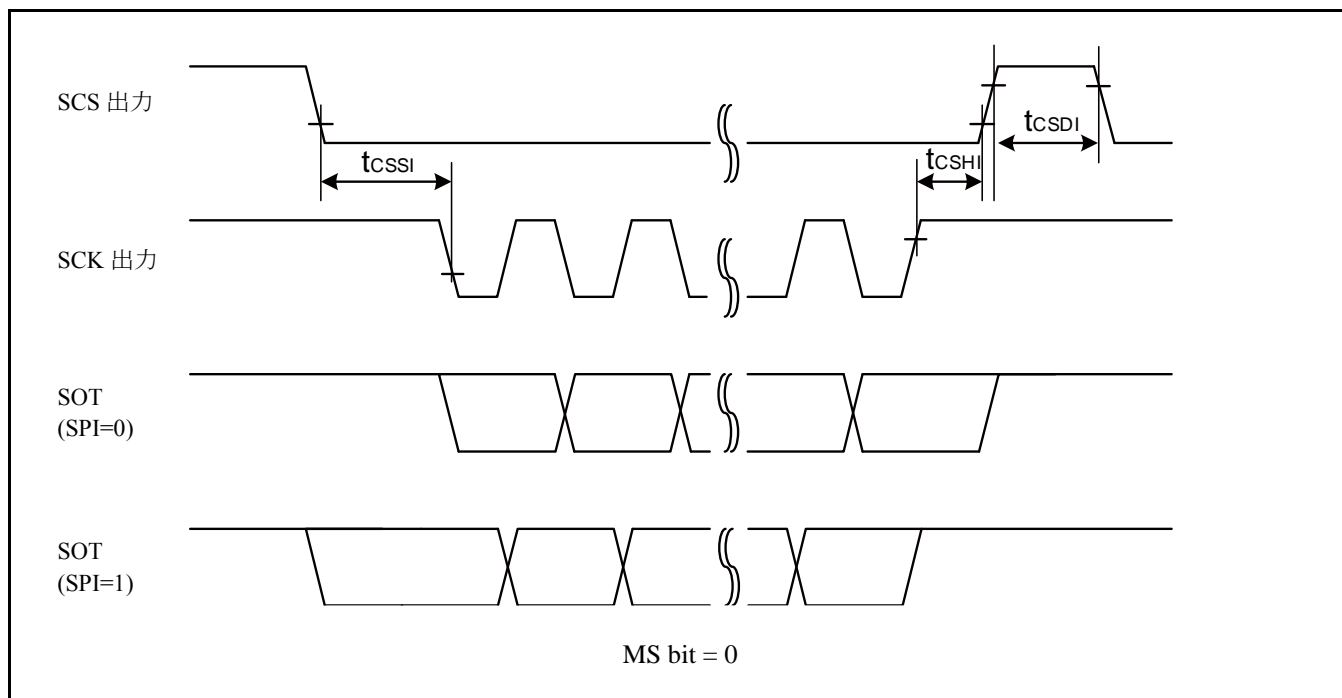 SCS 出力
tCSDI
tCSSI
tCSHI
SCK 出力
SOT
(SPI=0)
SOT
(SPI=1)
MS bit = 0